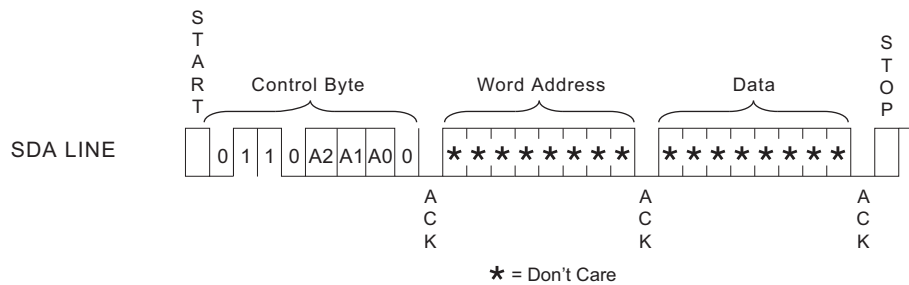 START
STOP
Control Byte
Word Address
Data
SDA LINE
0 1 1 0 A2 A1 A0 0 * * * * * * * * * * * * * * * *
ACK
ACK
ACK
* = Don't Care